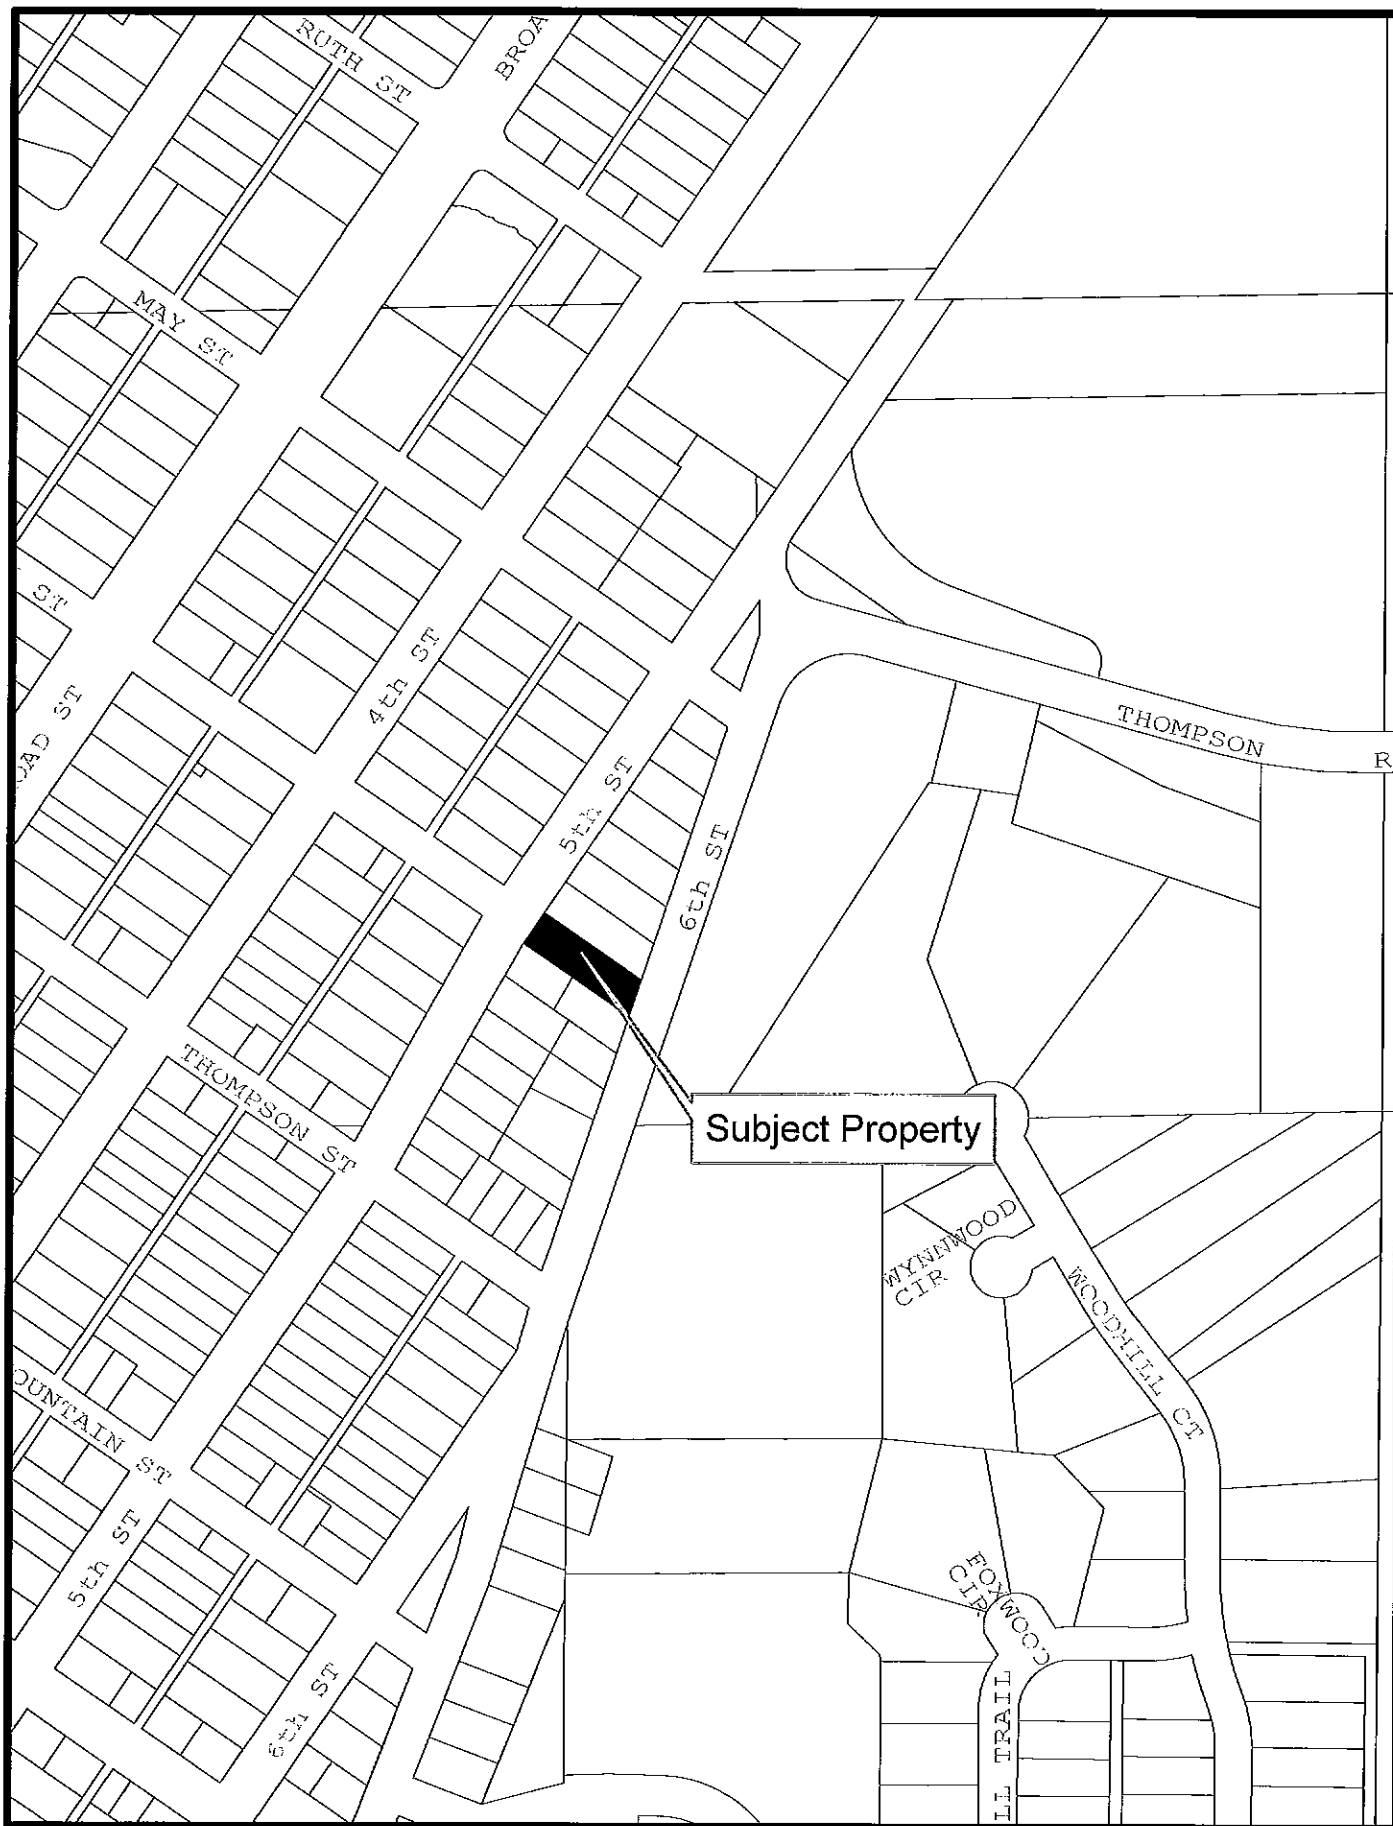 RUTH ST
BROA
MAY ST
ST
4th ST
OAD ST
THOMPSON R
5th ST
6th ST
THOMPSON ST
Subject Property
WYNNWOOD
CIR
WOODHILL CT
OUNTAIN ST
5th ST
FOXWOOD
CIR
6th ST
LL TRAIL